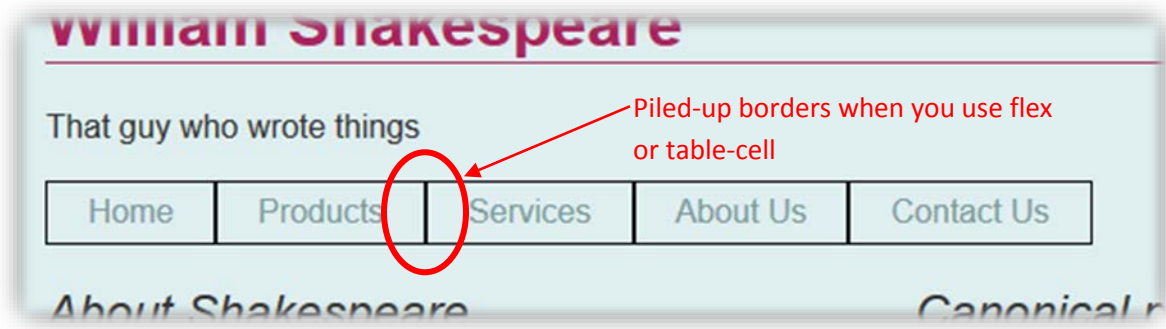 William Shakespeare
That guy who wrote things
Piled-up borders when you use flex
or table-cell
Home Products Services About Us Contact Us
About Shakespeare Canonical